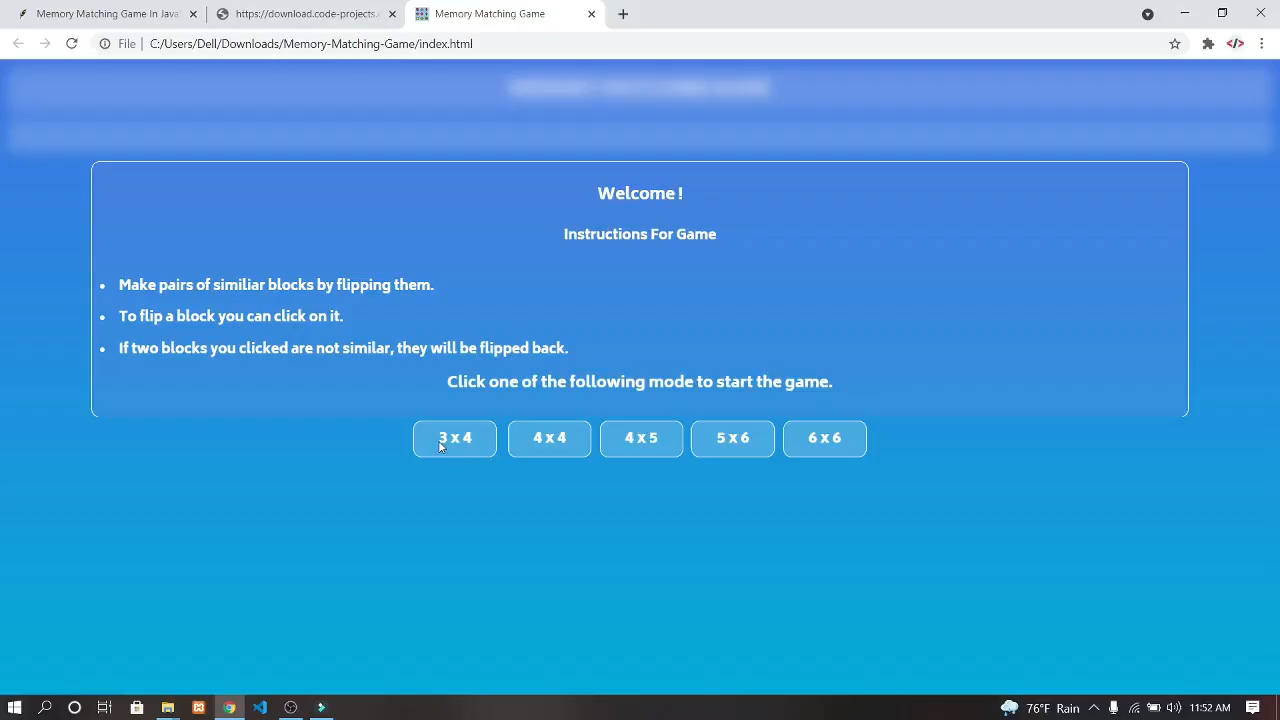 Memory Matching Game in Java
https://download.code-projects.c
Memory Matching Game
File | C:/Users/Dell/Downloads/Memory-Matching-Game/index.html
Welcome !
Instructions For Game
• Make pairs of similiar blocks by flipping them.
• To flip a block you can click on it.
• If two blocks you clicked are not similar, they will be flipped back.
Click one of the following mode to start the game.
3 x 4
4 x 4
4 x 5
5 x 6
6 x 6
76°F Rain
11:52 AM